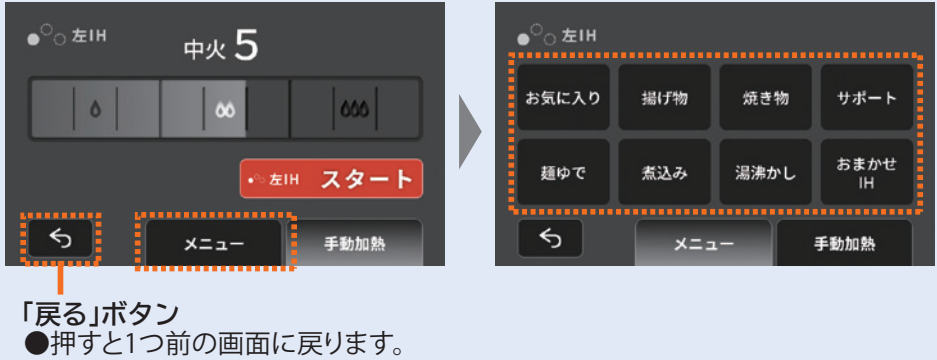 左IH
中火 5
左IH スタート
メニュー
手動加熱
左IH
お気に入り 揚げ物 焼き物 サポート
麺ゆで 煮込み 湯沸かし おまかせ
IH
メニュー
手動加熱
「戻る」ボタン
●押すと1つ前の画面に戻ります。